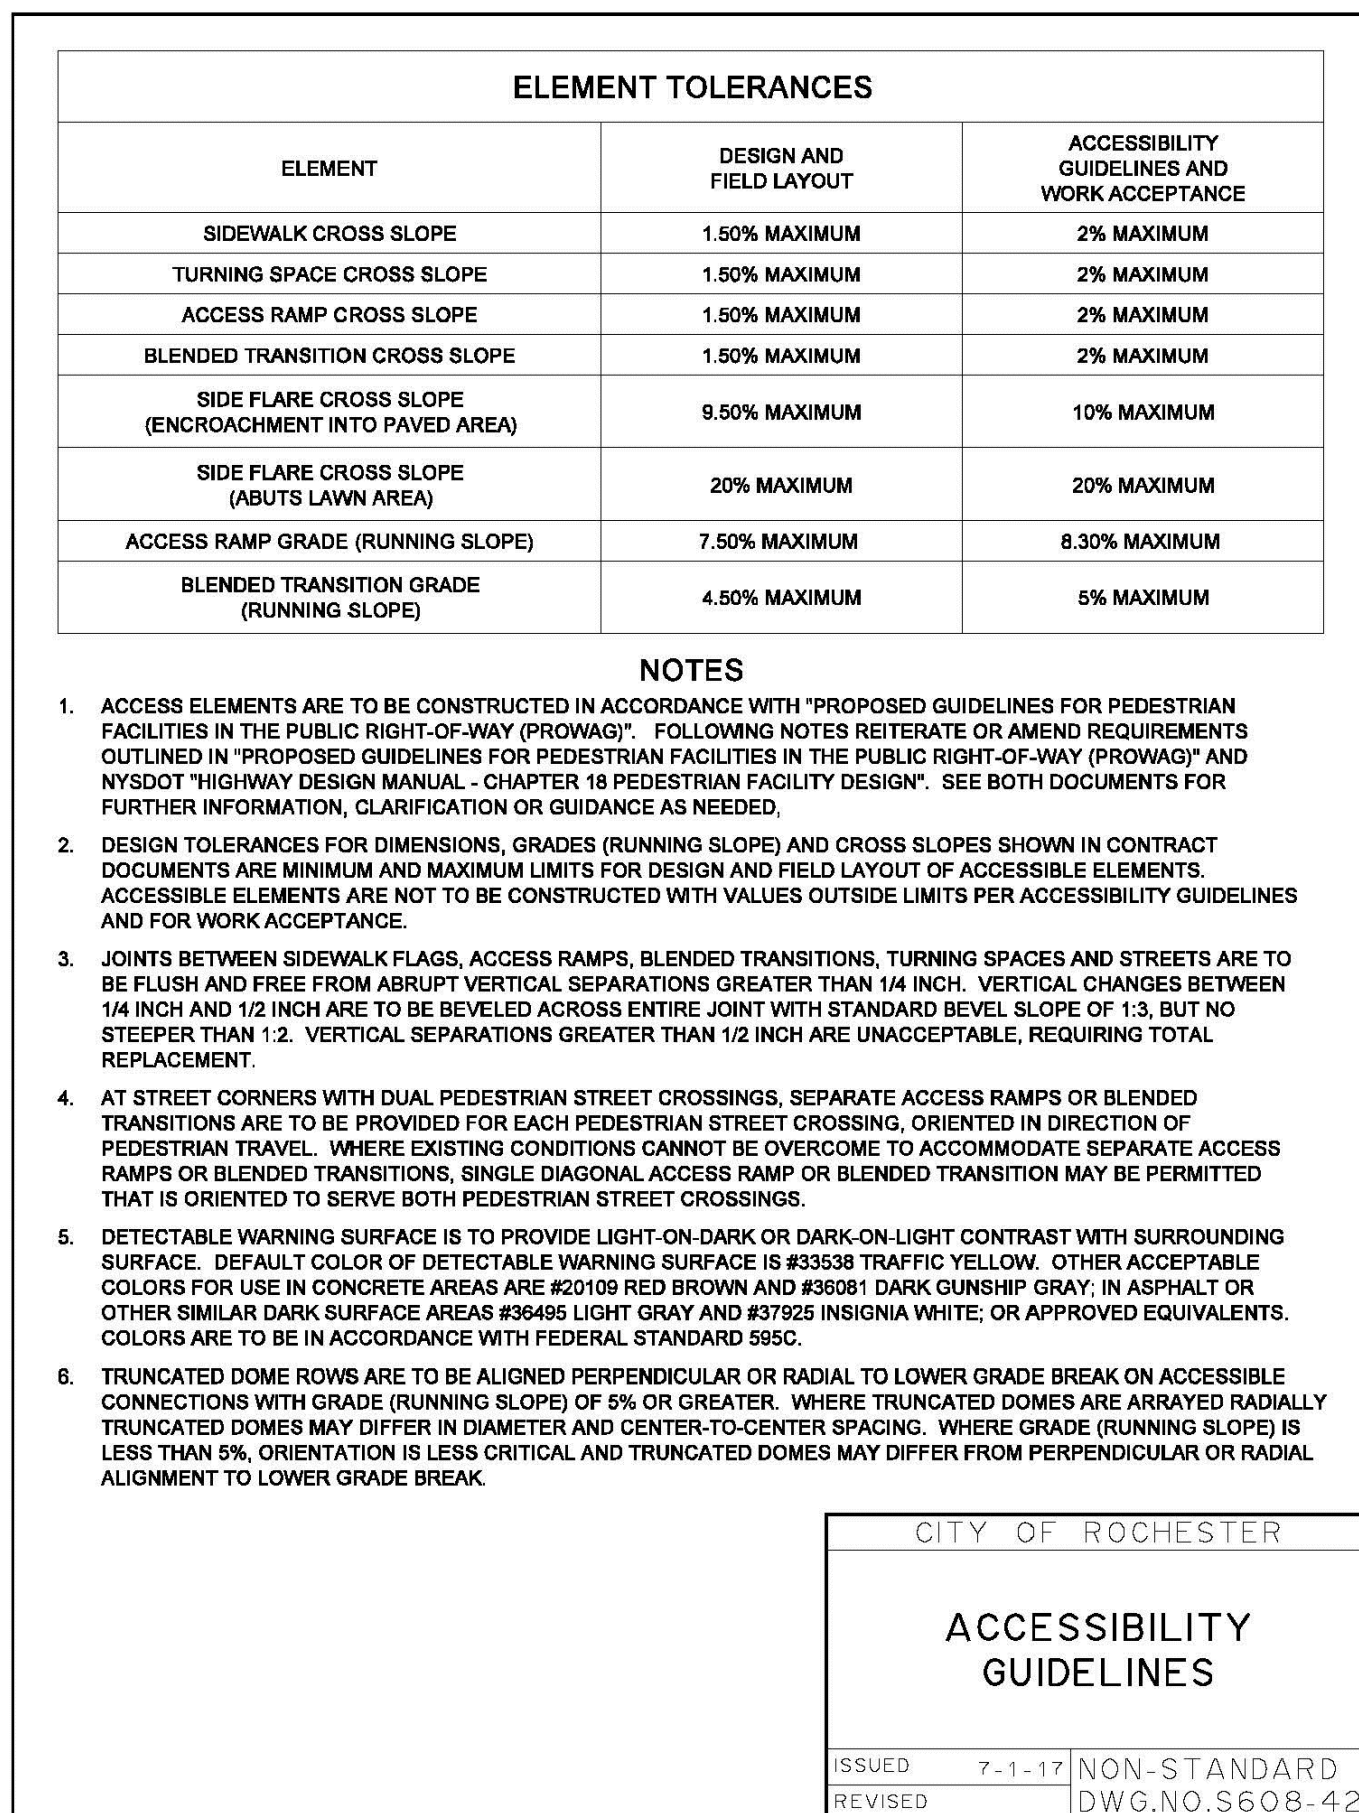 ELEMENT TOLERANCES
ELEMENT
DESIGN AND
FIELD LAYOUT
ACCESSIBILITY
GUIDELINES AND
WORK ACCEPTANCE
SIDEWALK CROSS SLOPE 1.50% MAXIMUM 2% MAXIMUM
TURNING SPACE CROSS SLOPE 1.50% MAXIMUM 2% MAXIMUM
ACCESS RAMP CROSS SLOPE 1.50% MAXIMUM 2% MAXIMUM
BLENDED TRANSITION CROSS SLOPE 1.50% MAXIMUM 2% MAXIMUM
SIDE FLARE CROSS SLOPE
(ENCROACHMENT INTO PAVED AREA) 9.50% MAXIMUM 10% MAXIMUM
SIDE FLARE CROSS SLOPE
(ABUTS LAWN AREA) 20% MAXIMUM 20% MAXIMUM
ACCESS RAMP GRADE (RUNNING SLOPE) 7.50% MAXIMUM 8.30% MAXIMUM
BLENDED TRANSITION GRADE
(RUNNING SLOPE) 4.50% MAXIMUM 5% MAXIMUM
NOTES
1. ACCESS ELEMENTS ARE TO BE CONSTRUCTED IN ACCORDANCE WITH "PROPOSED GUIDELINES FOR PEDESTRIAN
FACILITIES IN THE PUBLIC RIGHT-OF-WAY (PROWAG)". FOLLOWING NOTES REITERATE OR AMEND REQUIREMENTS
OUTLINED IN "PROPOSED GUIDELINES FOR PEDESTRIAN FACILITIES IN THE PUBLIC RIGHT-OF-WAY (PROWAG)" AND
NYSDOT "HIGHWAY DESIGN MANUAL - CHAPTER 18 PEDESTRIAN FACILITY DESIGN". SEE BOTH DOCUMENTS FOR
FURTHER INFORMATION, CLARIFICATION OR GUIDANCE AS NEEDED,
2. DESIGN TOLERANCES FOR DIMENSIONS, GRADES (RUNNING SLOPE) AND CROSS SLOPES SHOWN IN CONTRACT
DOCUMENTS ARE MINIMUM AND MAXIMUM LIMITS FOR DESIGN AND FIELD LAYOUT OF ACCESSIBLE ELEMENTS.
ACCESSIBLE ELEMENTS ARE NOT TO BE CONSTRUCTED WITH VALUES OUTSIDE LIMITS PER ACCESSIBILITY GUIDELINES
AND FOR WORK ACCEPTANCE.
3. JOINTS BETWEEN SIDEWALK FLAGS, ACCESS RAMPS, BLENDED TRANSITIONS, TURNING SPACES AND STREETS ARE TO
BE FLUSH AND FREE FROM ABRUPT VERTICAL SEPARATIONS GREATER THAN 1/4 INCH. VERTICAL CHANGES BETWEEN
1/4 INCH AND 1/2 INCH ARE TO BE BEVELED ACROSS ENTIRE JOINT WITH STANDARD BEVEL SLOPE OF 1:3, BUT NO
STEEPER THAN 1:2. VERTICAL SEPARATIONS GREATER THAN 1/2 INCH ARE UNACCEPTABLE, REQUIRING TOTAL
REPLACEMENT.
4. AT STREET CORNERS WITH DUAL PEDESTRIAN STREET CROSSINGS, SEPARATE ACCESS RAMPS OR BLENDED
TRANSITIONS ARE TO BE PROVIDED FOR EACH PEDESTRIAN STREET CROSSING, ORIENTED IN DIRECTION OF
PEDESTRIAN TRAVEL. WHERE EXISTING CONDITIONS CANNOT BE OVERCOME TO ACCOMMODATE SEPARATE ACCESS
RAMPS OR BLENDED TRANSITIONS, SINGLE DIAGONAL ACCESS RAMP OR BLENDED TRANSITION MAY BE PERMITTED
THAT IS ORIENTED TO SERVE BOTH PEDESTRIAN STREET CROSSINGS.
5. DETECTABLE WARNING SURFACE IS TO PROVIDE LIGHT-ON-DARK OR DARK-ON-LIGHT CONTRAST WITH SURROUNDING
SURFACE. DEFAULT COLOR OF DETECTABLE WARNING SURFACE IS #33538 TRAFFIC YELLOW. OTHER ACCEPTABLE
COLORS FOR USE IN CONCRETE AREAS ARE #20109 RED BROWN AND #36081 DARK GUNSHIP GRAY; IN ASPHALT OR
OTHER SIMILAR DARK SURFACE AREAS #36495 LIGHT GRAY AND #37925 INSIGNIA WHITE; OR APPROVED EQUIVALENTS.
COLORS ARE TO BE IN ACCORDANCE WITH FEDERAL STANDARD 595C.
6. TRUNCATED DOME ROWS ARE TO BE ALIGNED PERPENDICULAR OR RADIAL TO LOWER GRADE BREAK ON ACCESSIBLE
CONNECTIONS WITH GRADE (RUNNING SLOPE) OF 5% OR GREATER. WHERE TRUNCATED DOMES ARE ARRAYED RADIALLY
TRUNCATED DOMES MAY DIFFER IN DIAMETER AND CENTER-TO-CENTER SPACING. WHERE GRADE (RUNNING SLOPE) IS
LESS THAN 5%, ORIENTATION IS LESS CRITICAL AND TRUNCATED DOMES MAY DIFFER FROM PERPENDICULAR OR RADIAL
ALIGNMENT TO LOWER GRADE BREAK.
CITY OF ROCHESTER
ACCESSIBILITY
GUIDELINES
ISSUED 7-1-17
REVISED
NON-STANDARD
DWG.NO.S608-42